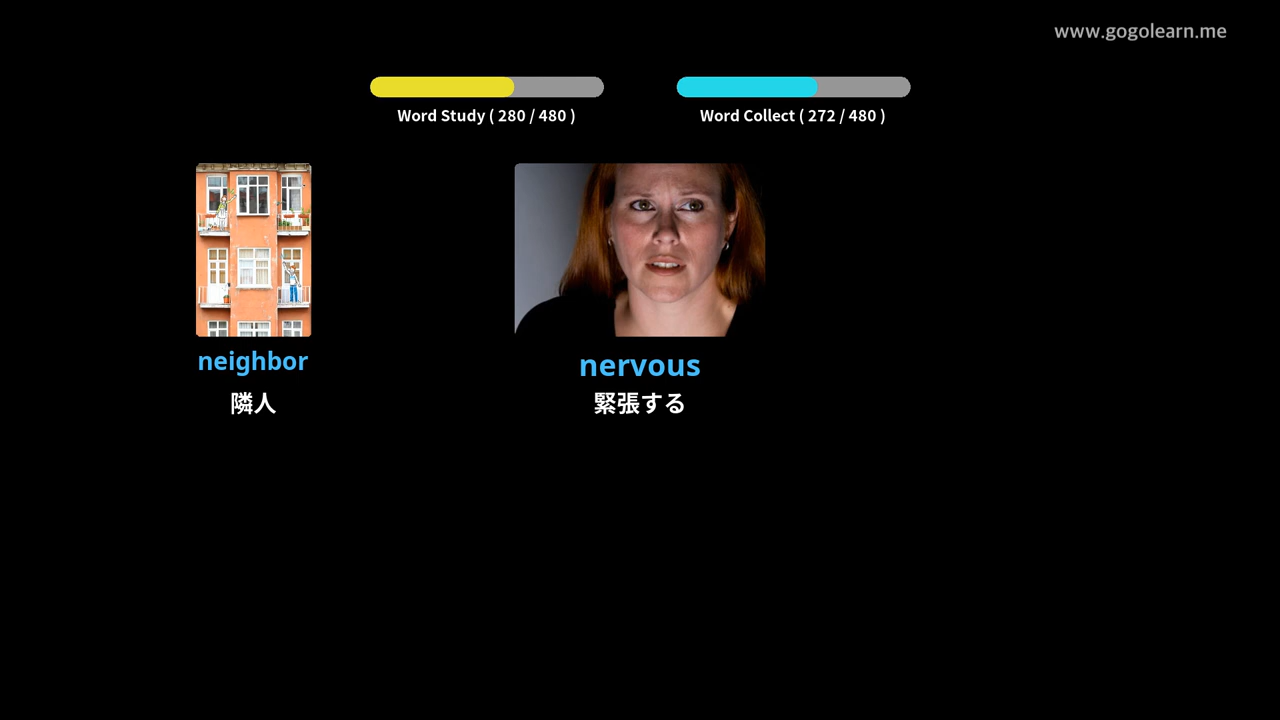 www.gogolearn.me
Word Study ( 280 / 480 )
Word Collect ( 272 / 480 )
neighbor
隣人
nervous
緊張する